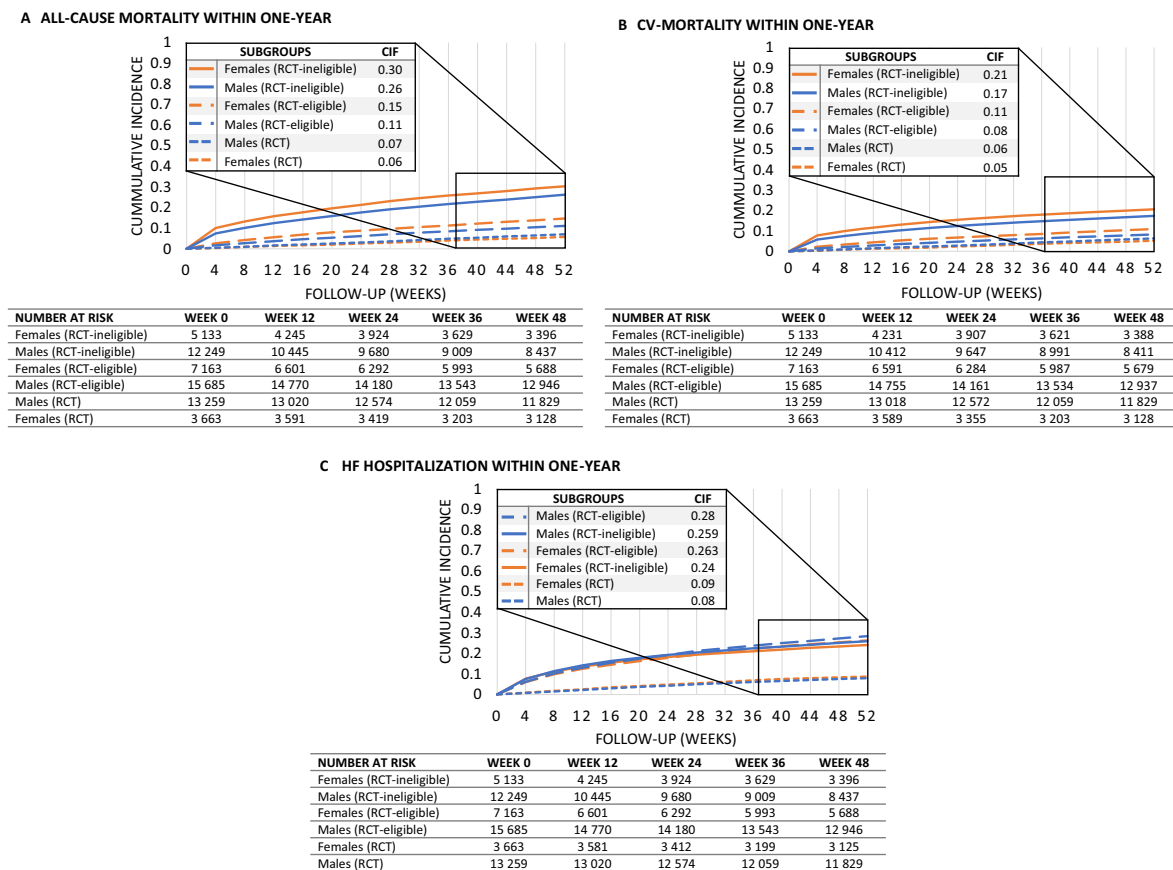 A ALL-CAUSE MORTALITY WITHIN ONE-YEAR
CUMMULATIVE INCIDENCE
1
0.9
0.8
0.7
0.6
0.5
0.4
0.3
0.2
0.1
0
SUBGROUPS CIF
Females (RCT-ineligible) 0.30
Males (RCT-ineligible) 0.26
Females (RCT-eligible) 0.15
Males (RCT-eligible) 0.11
Males (RCT) 0.07
Females (RCT) 0.06
0 4 8 12 16 20 24 28 32 36 40 44 48 52
FOLLOW-UP (WEEKS)
NUMBER AT RISK WEEK 0 WEEK 12 WEEK 24 WEEK 36 WEEK 48
Females (RCT-ineligible) 5 133 4 245 3 924 3 629 3 396
Males (RCT-ineligible) 12 249 10 445 9 680 9 009 8 437
Females (RCT-eligible) 7 163 6 601 6 292 5 993 5 688
Males (RCT-eligible) 15 685 14 770 14 180 13 543 12 946
Males (RCT) 13 259 13 020 12 574 12 059 11 829
Females (RCT) 3 663 3 591 3 419 3 203 3 128
B CV-MORTALITY WITHIN ONE-YEAR
CUMMULATIVE INCIDENCE
1
0.9
0.8
0.7
0.6
0.5
0.4
0.3
0.2
0.1
0
SUBGROUPS CIF
Females (RCT-ineligible) 0.21
Males (RCT-ineligible) 0.17
Females (RCT-eligible) 0.11
Males (RCT-eligible) 0.08
Males (RCT) 0.06
Females (RCT) 0.05
0 4 8 12 16 20 24 28 32 36 40 44 48 52
FOLLOW-UP (WEEKS)
NUMBER AT RISK WEEK 0 WEEK 12 WEEK 24 WEEK 36 WEEK 48
Females (RCT-ineligible) 5 133 4 231 3 907 3 621 3 388
Males (RCT-ineligible) 12 249 10 412 9 647 8 991 8 411
Females (RCT-eligible) 7 163 6 591 6 284 5 987 5 679
Males (RCT-eligible) 15 685 14 755 14 161 13 534 12 937
Males (RCT) 13 259 13 018 12 572 12 059 11 829
Females (RCT) 3 663 3 589 3 355 3 203 3 128
C HF HOSPITALIZATION WITHIN ONE-YEAR
CUMULATIVE INCIDENCE
1
0.9
0.8
0.7
0.6
0.5
0.4
0.3
0.2
0.1
0
SUBGROUPS CIF
Males (RCT-eligible) 0.28
Males (RCT-ineligible) 0.259
Females (RCT-eligible) 0.263
Females (RCT-ineligible) 0.24
Females (RCT) 0.09
Males (RCT) 0.08
0 4 8 12 16 20 24 28 32 36 40 44 48 52
FOLLOW-UP (WEEKS)
NUMBER AT RISK WEEK 0 WEEK 12 WEEK 24 WEEK 36 WEEK 48
Females (RCT-ineligible) 5 133 4 245 3 924 3 629 3 396
Males (RCT-ineligible) 12 249 10 445 9 680 9 009 8 437
Females (RCT-eligible) 7 163 6 601 6 292 5 993 5 688
Males (RCT-eligible) 15 685 14 770 14 180 13 543 12 946
Females (RCT) 3 663 3 581 3 412 3 199 3 125
Males (RCT) 13 259 13 020 12 574 12 059 11 829